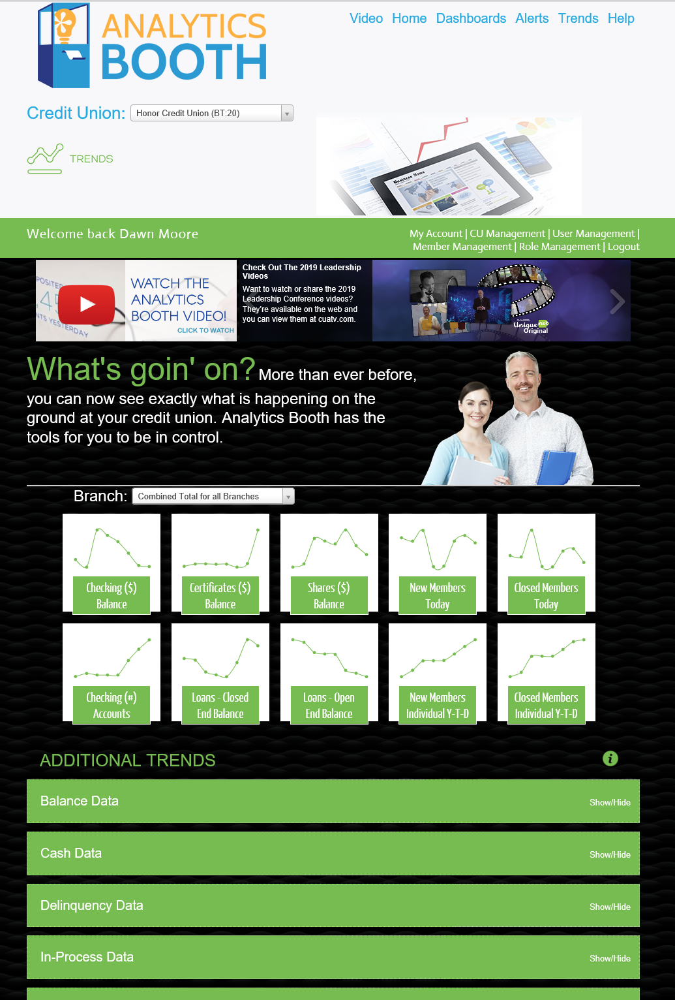 ANALYTICS
BOOTH
Video Home Dashboards Alerts Trends Help
Credit Union: Honor Credit Union (BT:20)
TRENDS
Business News
Welcome back Dawn Moore
My Account | CU Management | User Management |
Member Management | Role Management | Logout
WATCH THE
ANALYTICS
BOOTH VIDEO!
CLICK TO WATCH
YESTERDAY
Check Out The 2019 Leadership
Videos
Want to watch or share the 2019
Leadership Conference videos?
They're available on the web and
you can view them at cuatv.com.
Unique not
Original
What's goin' on? More than ever before,
you can now see exactly what is happening on the
ground at your credit union. Analytics Booth has the
tools for you to be in control.
Branch: Combined Total for all Branches
Checking ($)
Balance
Certificates ($)
Balance
Shares ($)
Balance
New Members
Today
Closed Members
Today
Checking (#)
Accounts
Loans - Closed
End Balance
Loans - Open
End Balance
New Members
Individual Y-T-D
Closed Members
Individual Y-T-D
ADDITIONAL TRENDS
i
Balance Data Show/Hide
Cash Data Show/Hide
Delinquency Data Show/Hide
In-Process Data Show/Hide